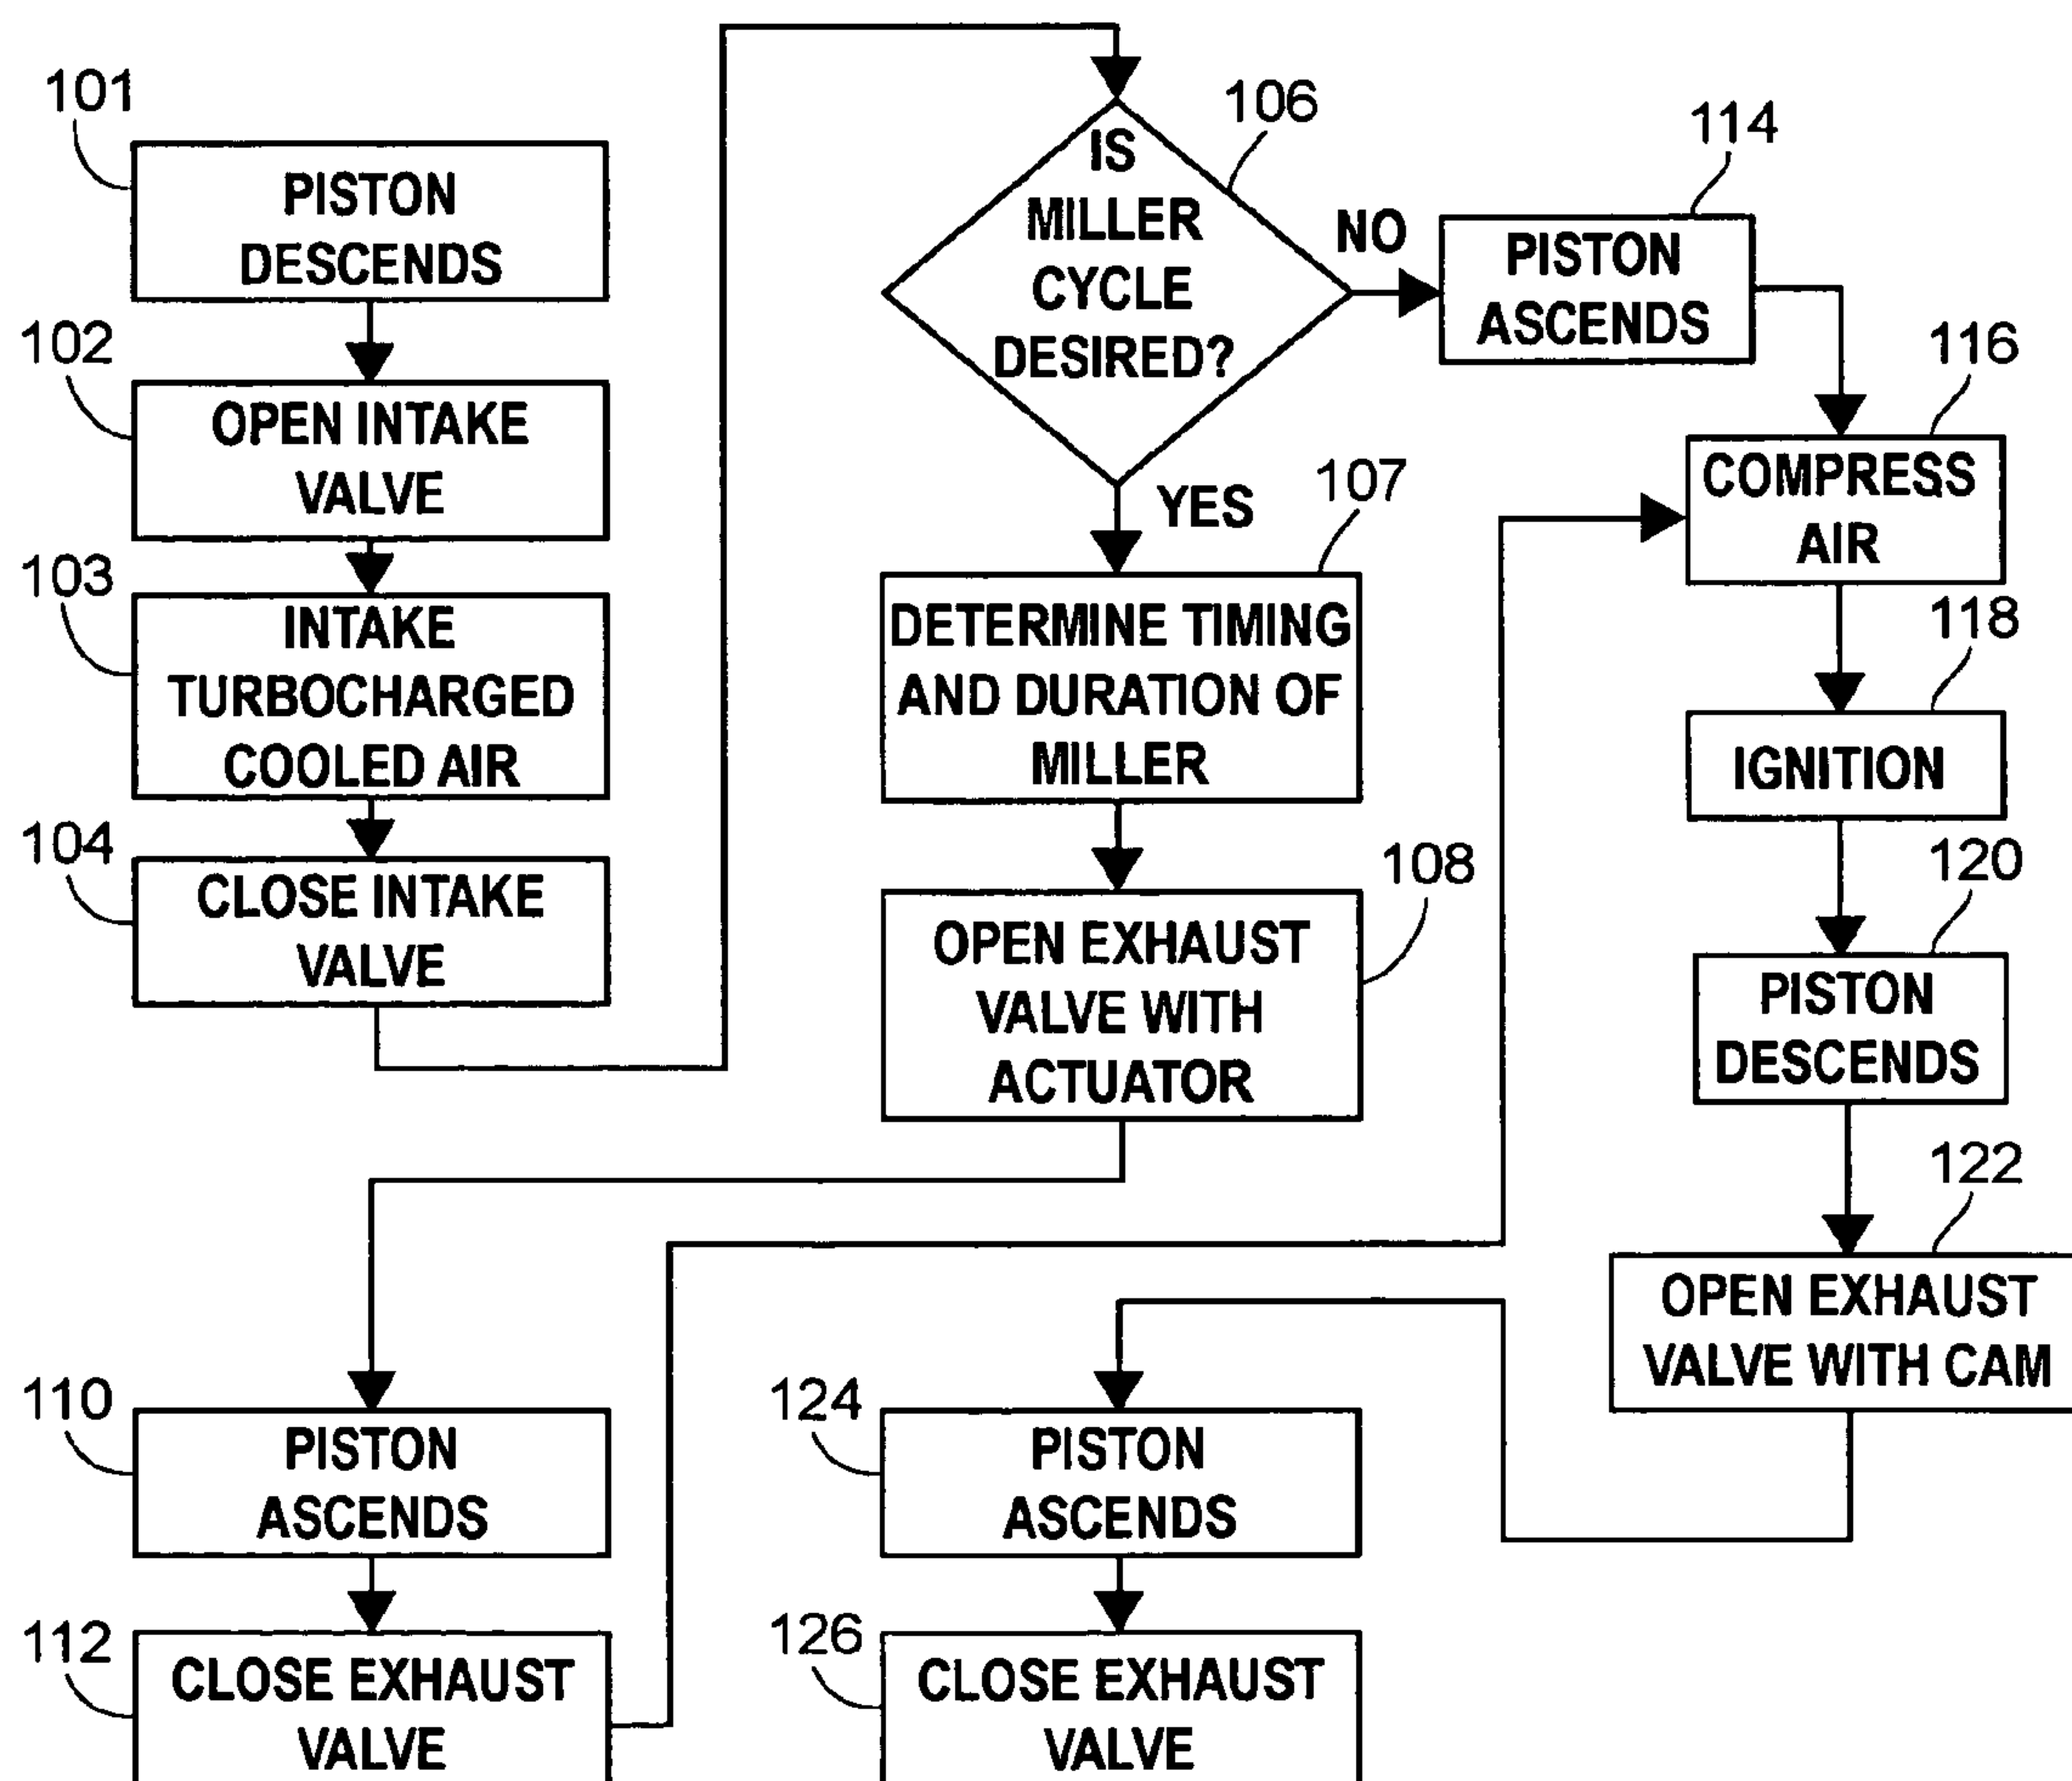 101
PISTON
DESCENDS
102
OPEN INTAKE
VALVE
103
INTAKE
TURBOCHARGED
COOLED AIR
104
CLOSE INTAKE
VALVE
106
IS
MILLER
CYCLE
DESIRED?
NO
YES
107
DETERMINE TIMING
AND DURATION OF
MILLER
108
OPEN EXHAUST
VALVE WITH
ACTUATOR
110
PISTON
ASCENDS
112
CLOSE EXHAUST
VALVE
114
PISTON
ASCENDS
116
COMPRESS
AIR
118
IGNITION
120
PISTON
DESCENDS
122
OPEN EXHAUST
VALVE WITH CAM
124
PISTON
ASCENDS
126
CLOSE EXHAUST
VALVE